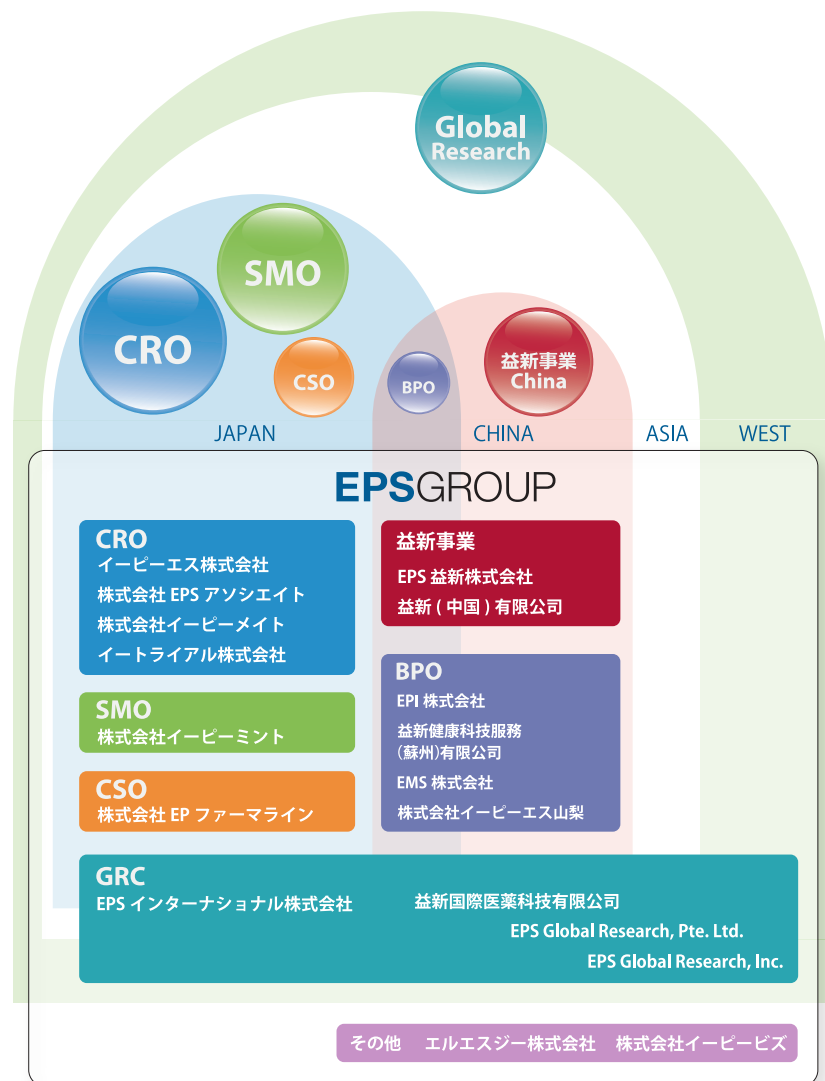 Global
Research
SMO
CRO
CSO
BPO
益新事業
China
JAPAN
CHINA
ASIA
WEST
EPSGROUP
CRO
イーピーエス株式会社
株式会社 EPS アソシエイト
株式会社イーピーメイト
イートライアル株式会社
SMO
株式会社イーピーミント
CSO
株式会社 EP ファーマライン
益新事業
EPS 益新株式会社
益新 ( 中国 ) 有限公司
BPO
EPI 株式会社
益新健康科技服務
(蘇州)有限公司
EMS 株式会社
株式会社イーピーエス山梨
GRC
EPS インターナショナル株式会社
益新国際医薬科技有限公司
EPS Global Research, Pte. Ltd.
EPS Global Research, Inc.
その他 エルエスジー株式会社 株式会社イーピービズ